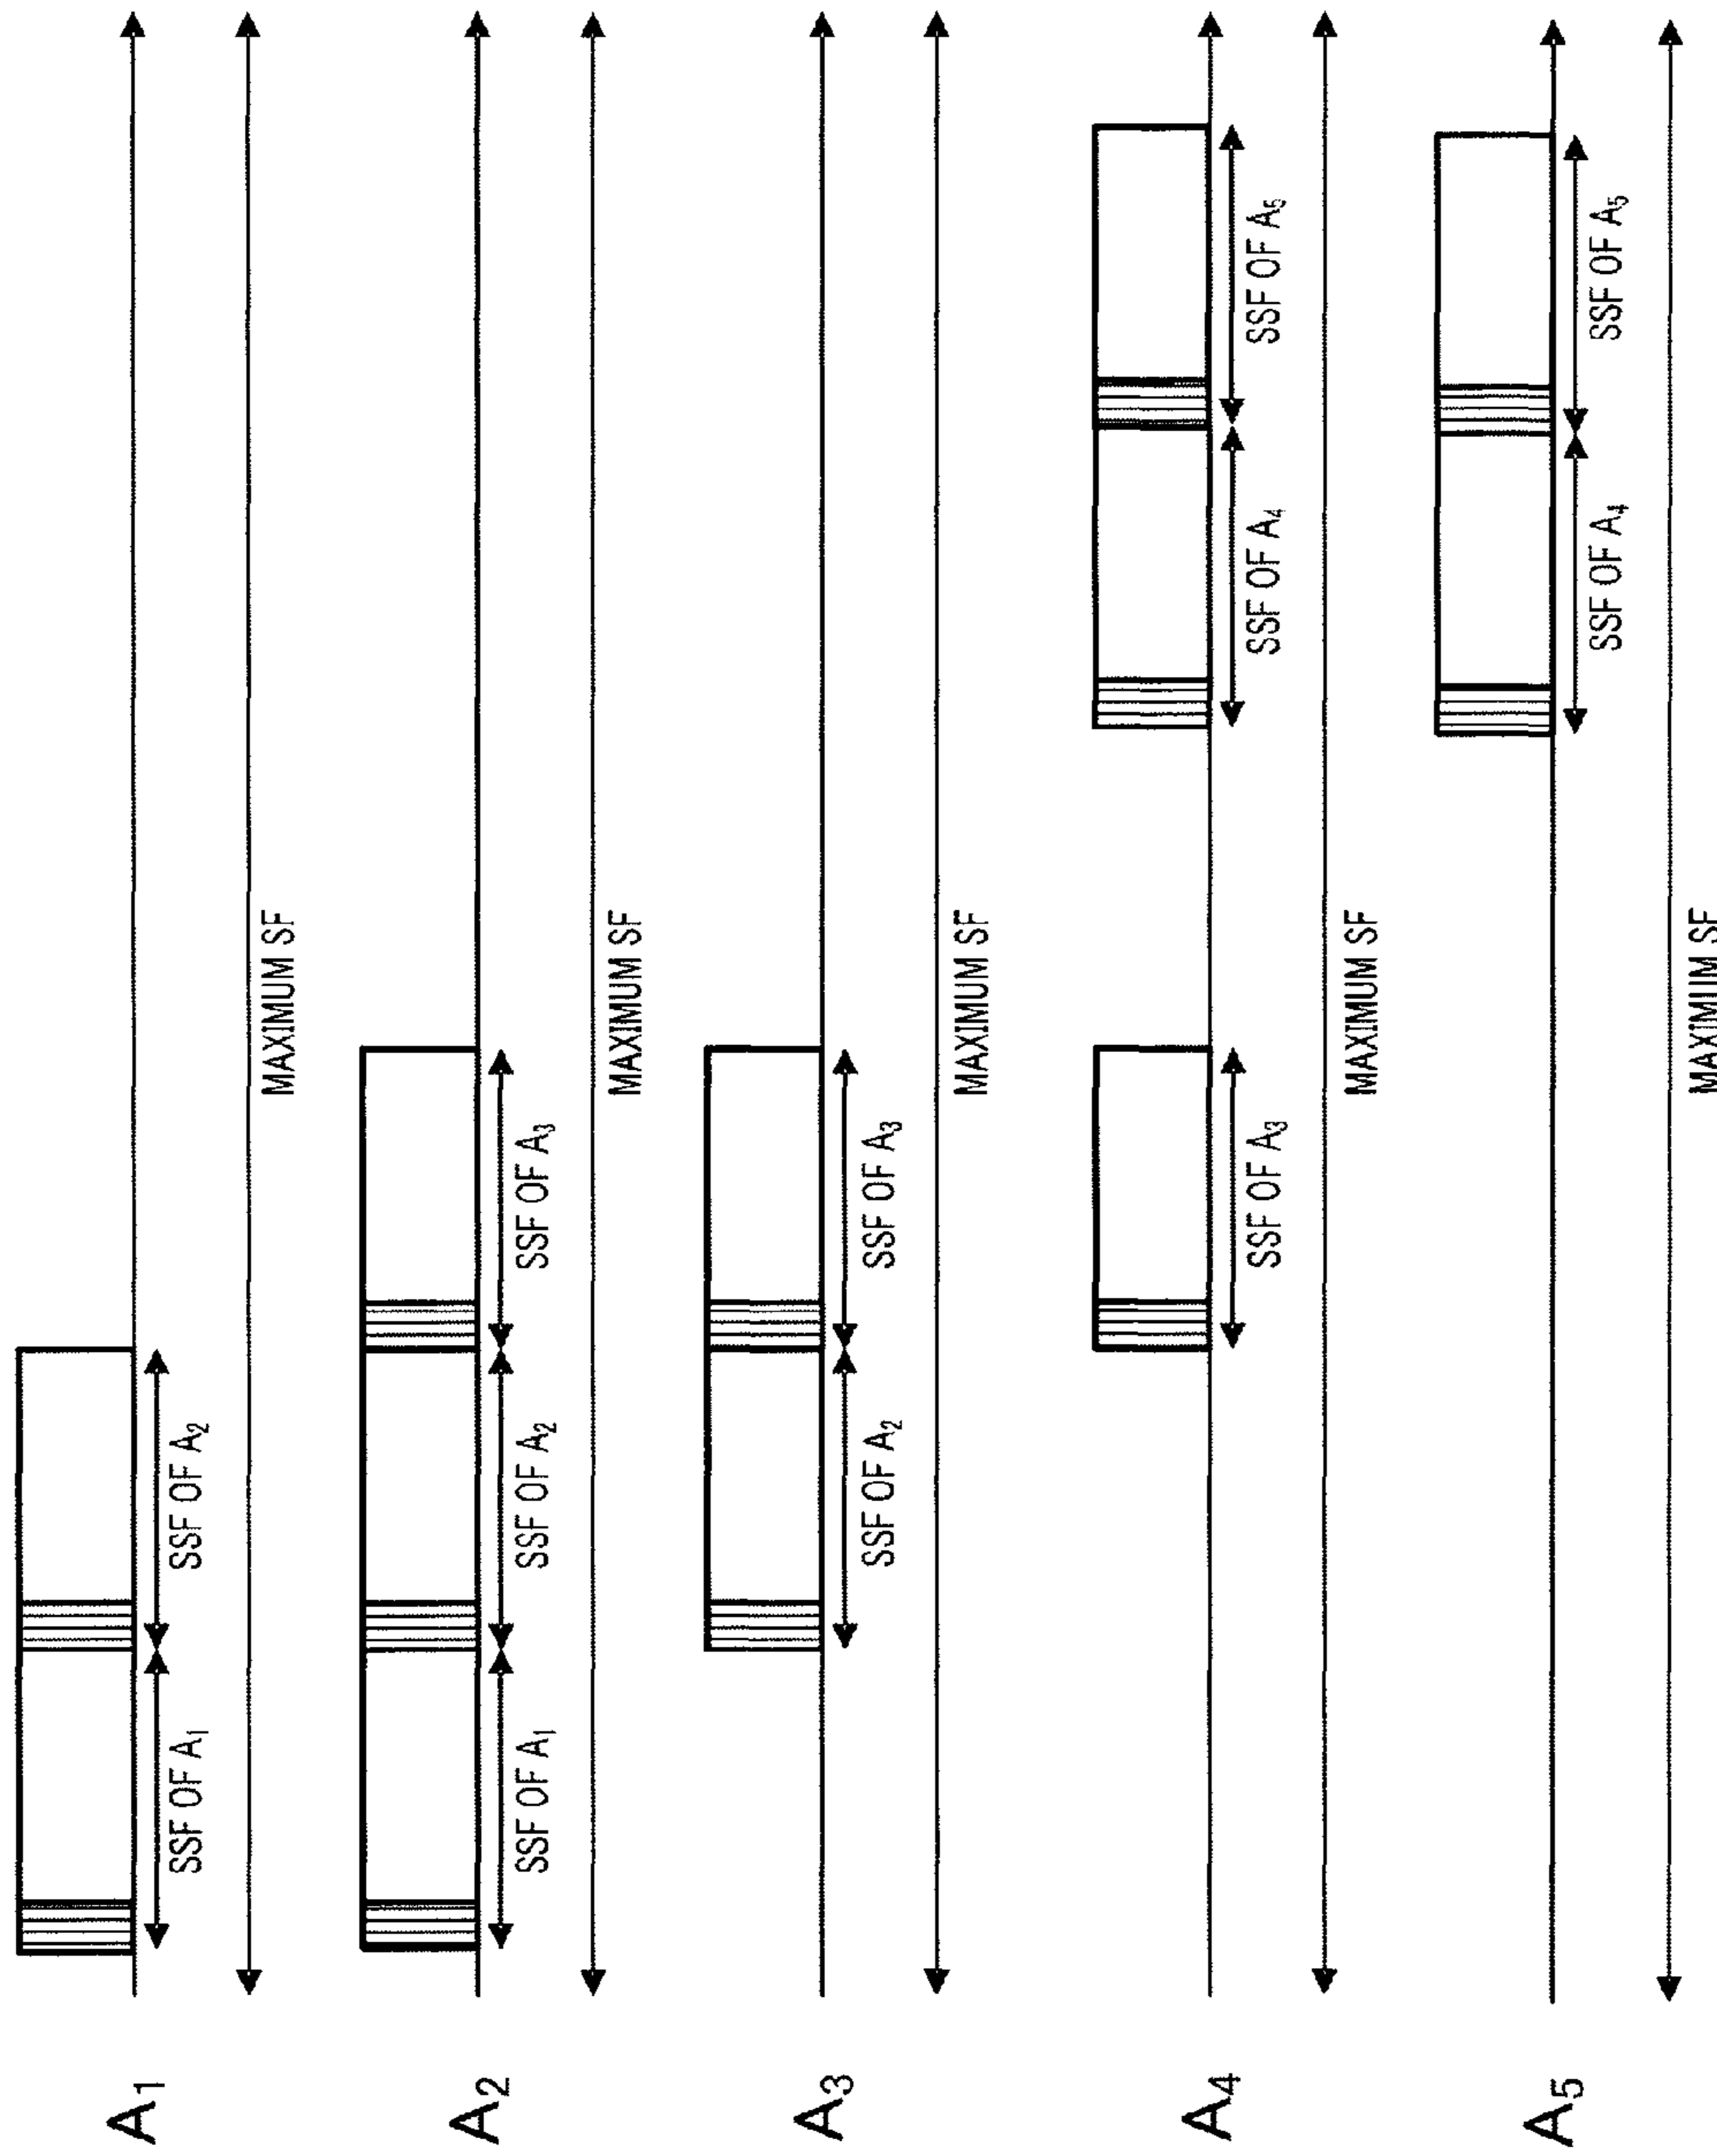 A1
SSF OF A1
SSF OF A2
MAXIMUM SF
A2
SSF OF A1
SSF OF A2
SSF OF A3
MAXIMUM SF
A3
SSF OF A2
SSF OF A3
MAXIMUM SF
A4
SSF OF A3
SSF OF A4
SSF OF A5
MAXIMUM SF
A5
SSF OF A4
SSF OF A5
MAXIMUM SF